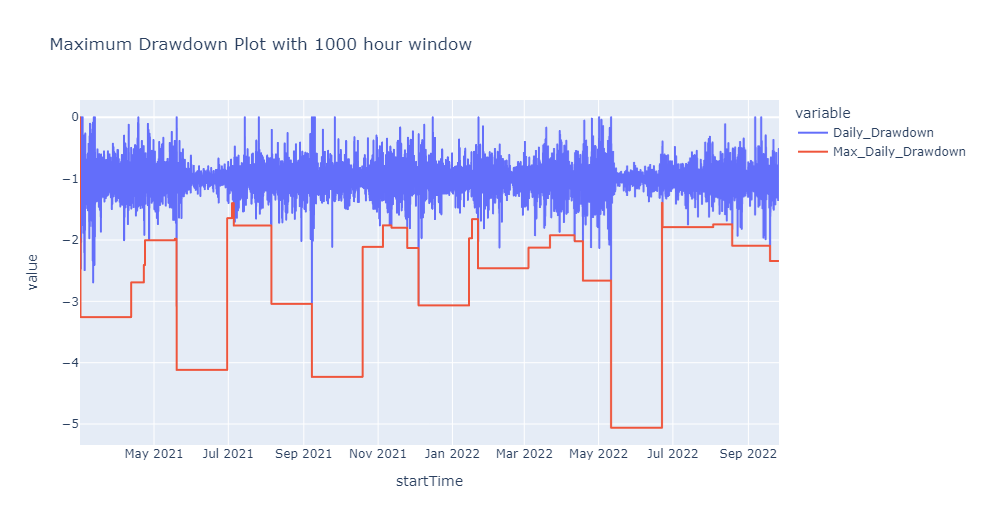 Maximum Drawdown Plot with 1000 hour window
variable
Daily_Drawdown
Max_Daily_Drawdown
value
0
−1
−2
−3
−4
−5
May 2021 Jul 2021 Sep 2021 Nov 2021 Jan 2022 Mar 2022 May 2022 Jul 2022 Sep 2022
startTime